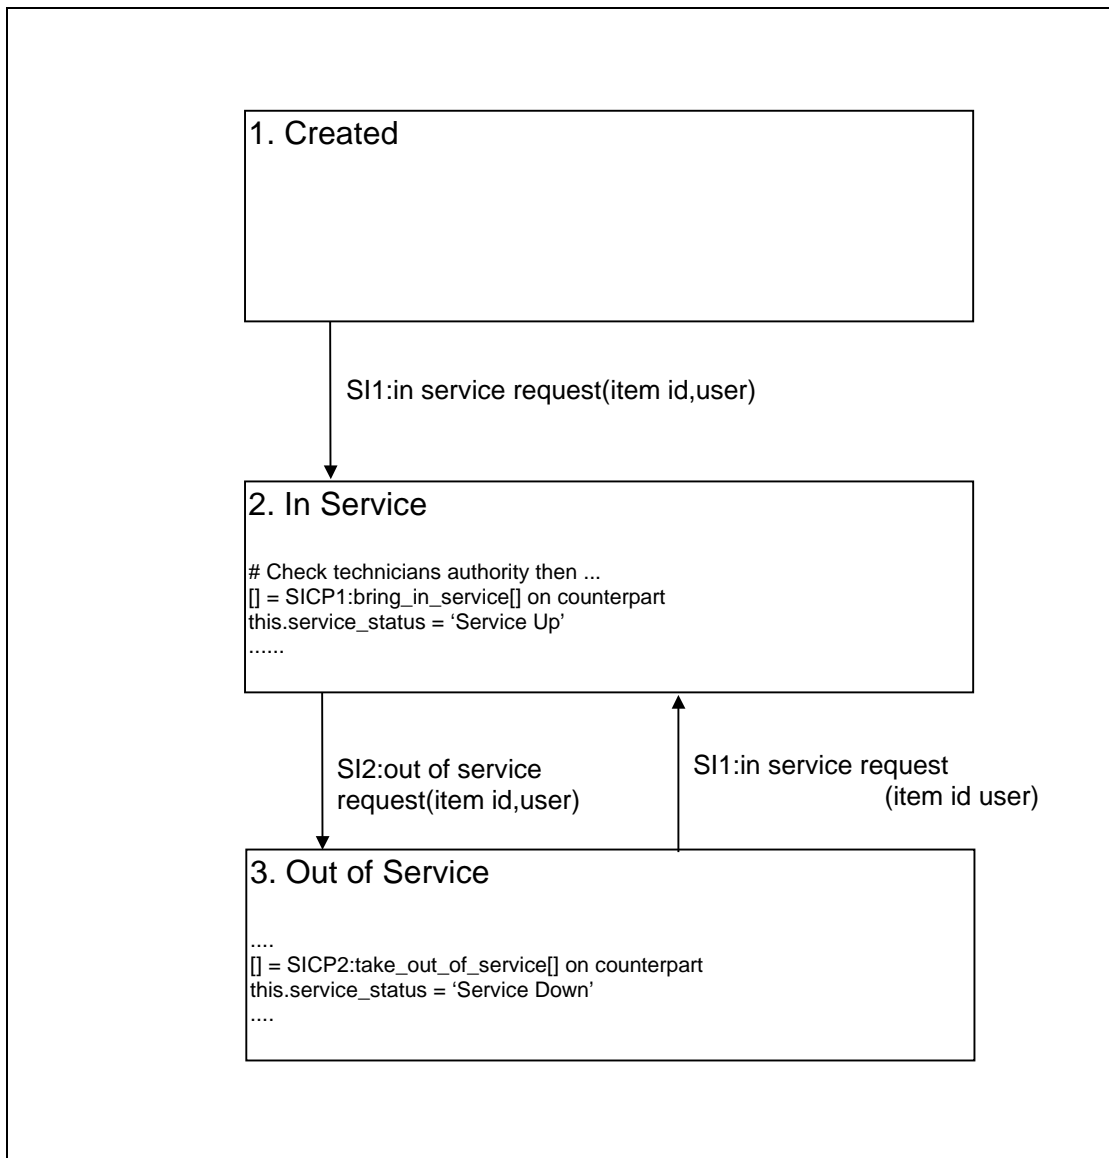 1. Created
SI1:in service request(item id,user)
2. In Service
# Check technicians authority then ...
[] = SICP1:bring_in_service[] on counterpart
this.service_status = ‘Service Up’
......
SI2:out of service
request(item id,user)
SI1:in service request
(item id user)
3. Out of Service
....
[] = SICP2:take_out_of_service[] on counterpart
this.service_status = ‘Service Down’
....